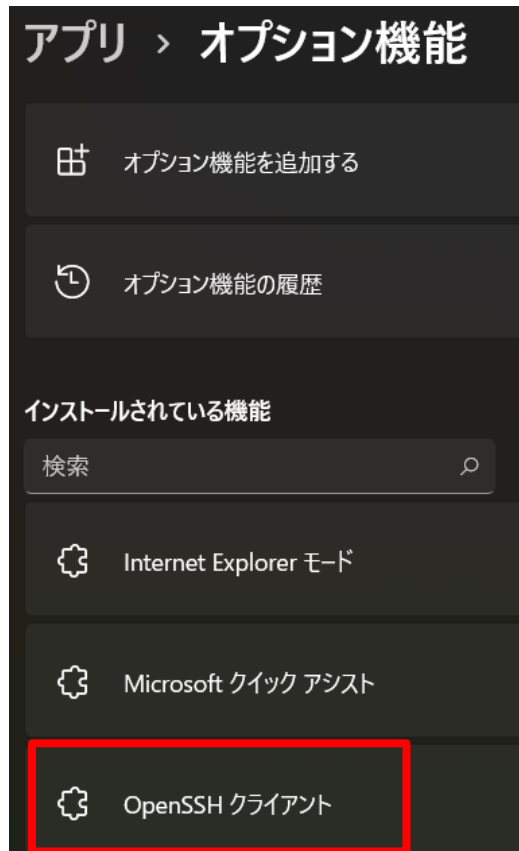 アプリ › オプション機能
オプション機能を追加する
オプション機能の履歴
インストールされている機能
検索
Internet Explorer モード
Microsoft クイック アシスト
OpenSSH クライアント